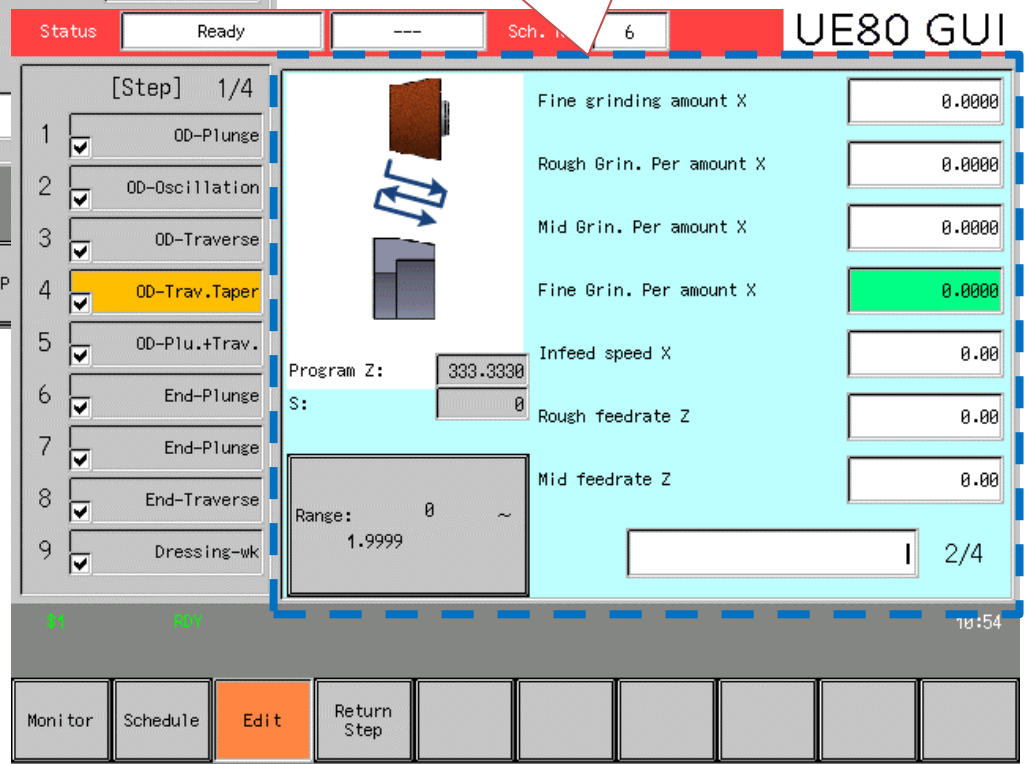 Status Ready --- Sch. 6 UE80 GUI
[Step] 1/4
1 OD-Plunge
2 OD-Oscillation
3 OD-Traverse
4 OD-Trav.Taper
5 OD-Plu.+Trav.
6 End-Plunge
7 End-Plunge
8 End-Traverse
9 Dressing-wk
P
Program Z: 333.3330
S: 0
Range: 0 ~
1.9999
Fine grinding amount X 0.0000
Rough Grin. Per amount X 0.0000
Mid Grin. Per amount X 0.0000
Fine Grin. Per amount X 0.0000
Infeed speed X 0.00
Rough feedrate Z 0.00
Mid feedrate Z 0.00
2/4
$1 RDY 10:54
Monitor Schedule Edit Return
Step